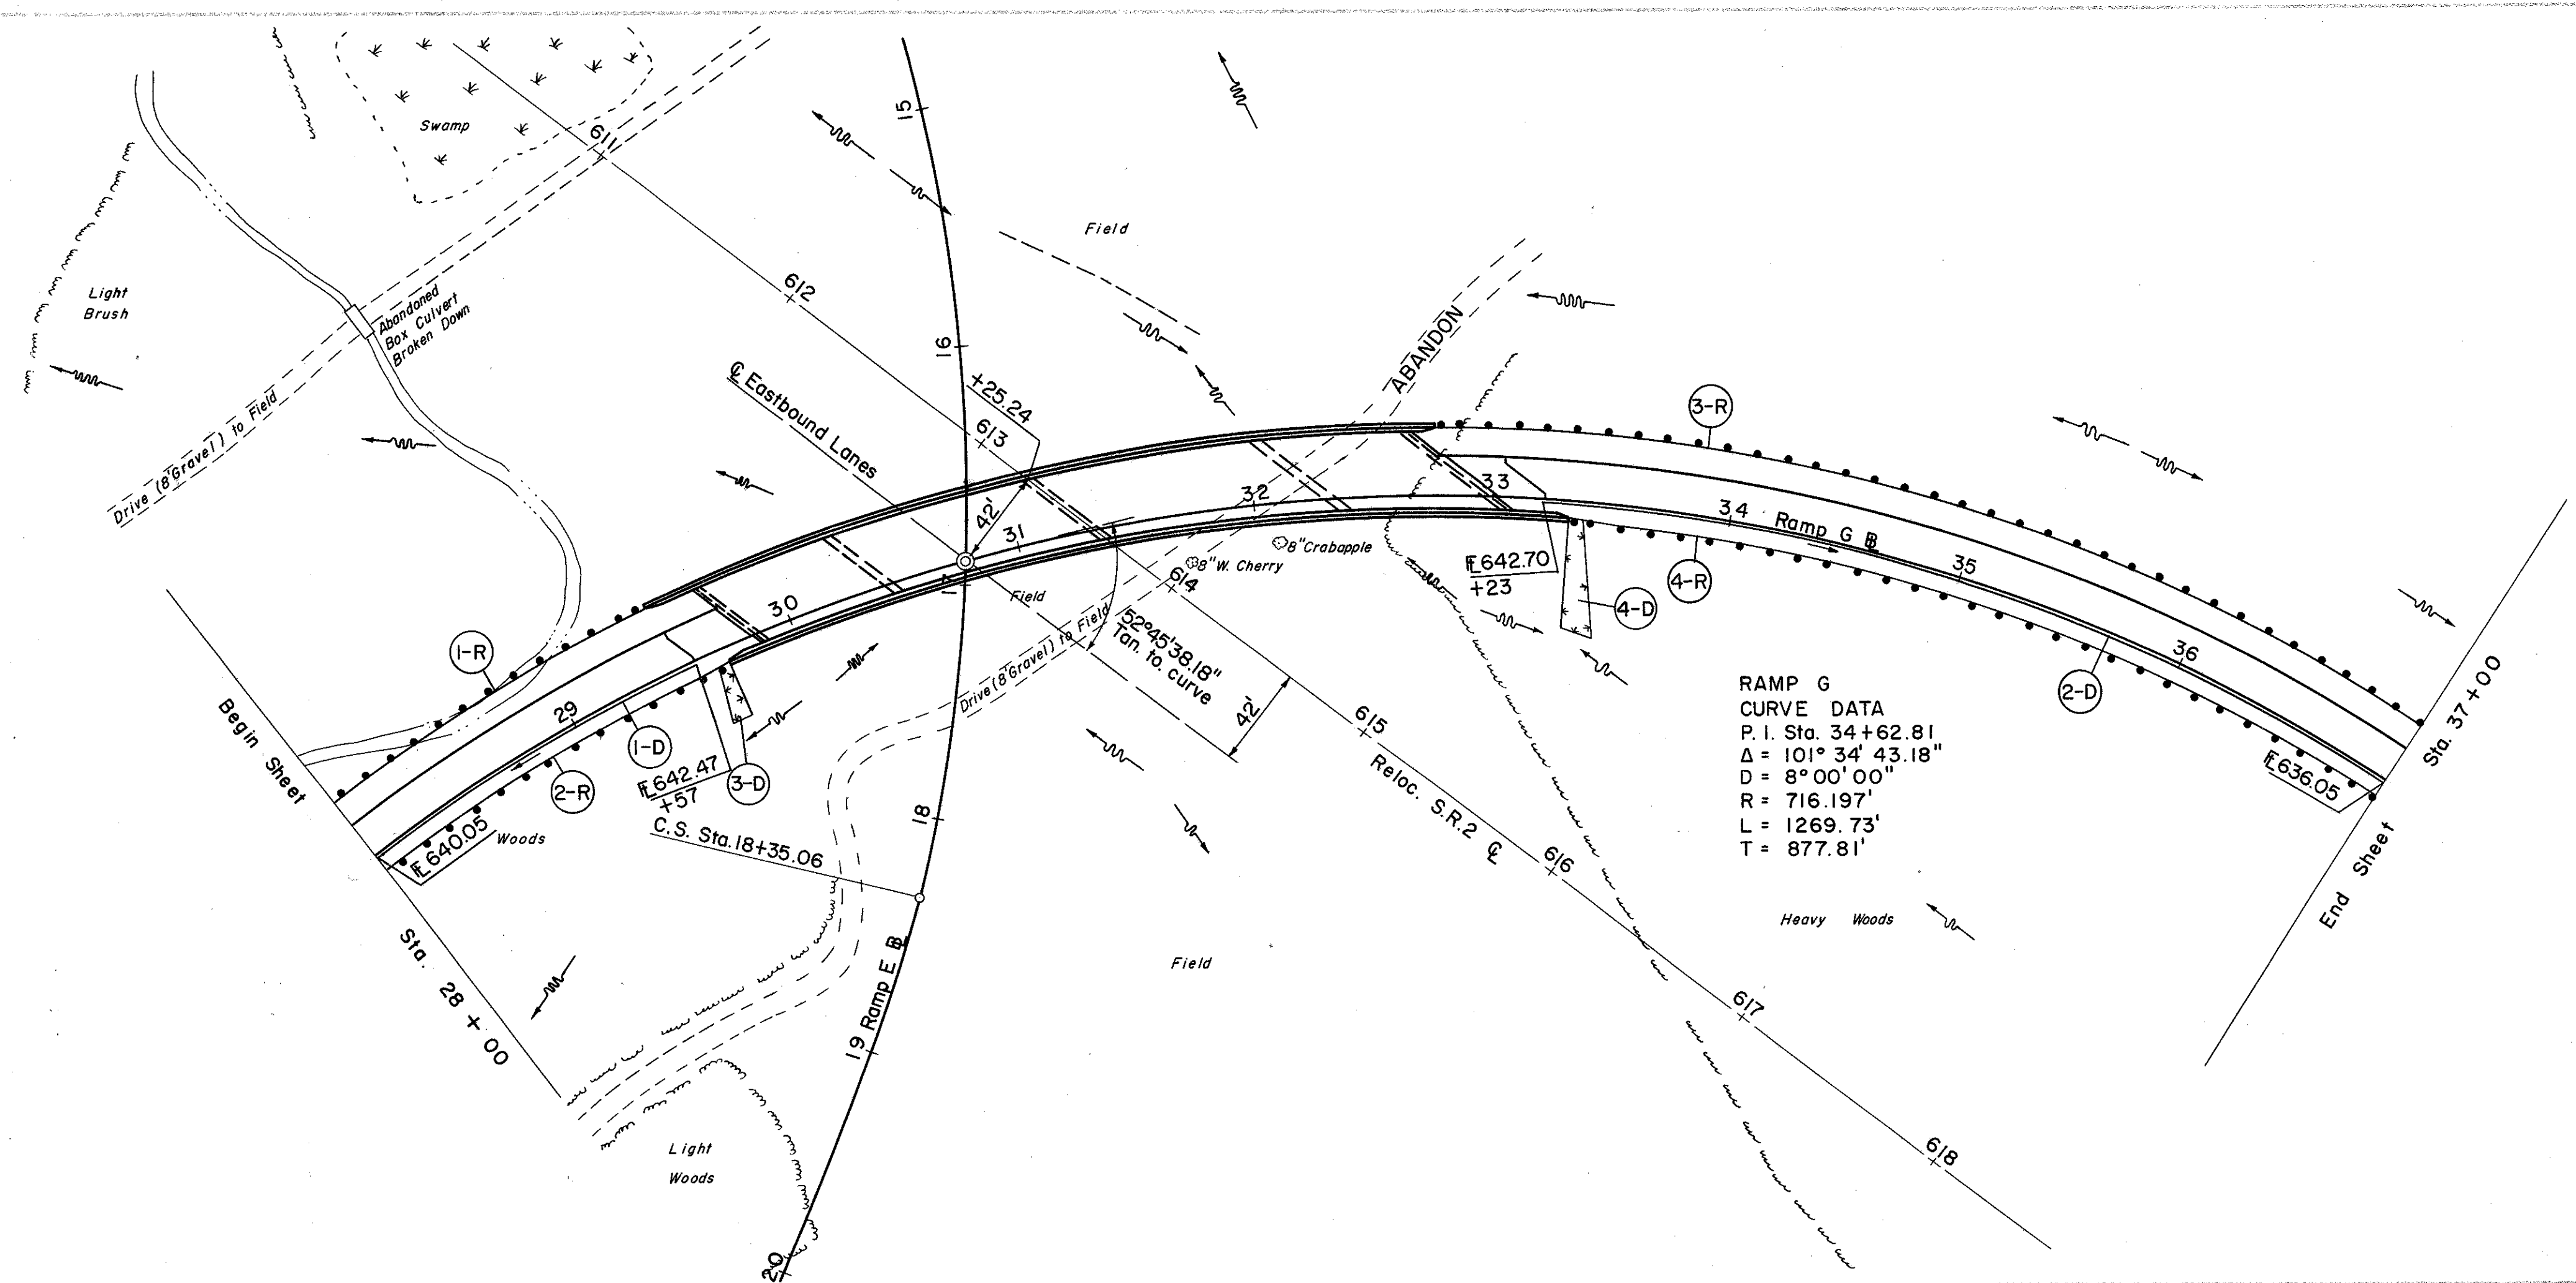 15
Swamp
611
Field
Light
Brush
612
Abandoned
Box Culvert
Broken Down
ABANDON
16
℄ Eastbound Lanes
+25.24
613
3-R
Drive (8'Gravel) to Field
42'
33
32
31
34
Ramp G BL
8"Crabapple
8"W. Cherry
35
℄642.70
+23
4-R
614
17
Field
30
4-D
Drive (8'Gravel) to Field
52°45'38.18"
Tan. to. curve
1-R
36
2-D
29
1-D
42'
615
RAMP G
CURVE DATA
P. I. Sta. 34+62.81
Δ = 101° 34' 43.18"
D = 8°00'00"
R = 716.197'
L = 1269.73'
T = 877.81'
Begin Sheet
Sta. 28+00
2-R
3-D
℄642.47
+57
C.S. Sta.18+35.06
℄640.05
Woods
18
Reloc. S.R.2 ℄
616
℄636.05
Sta. 37+00
End Sheet
Heavy Woods
Field
19 Ramp E BL
617
Light
Woods
618
20